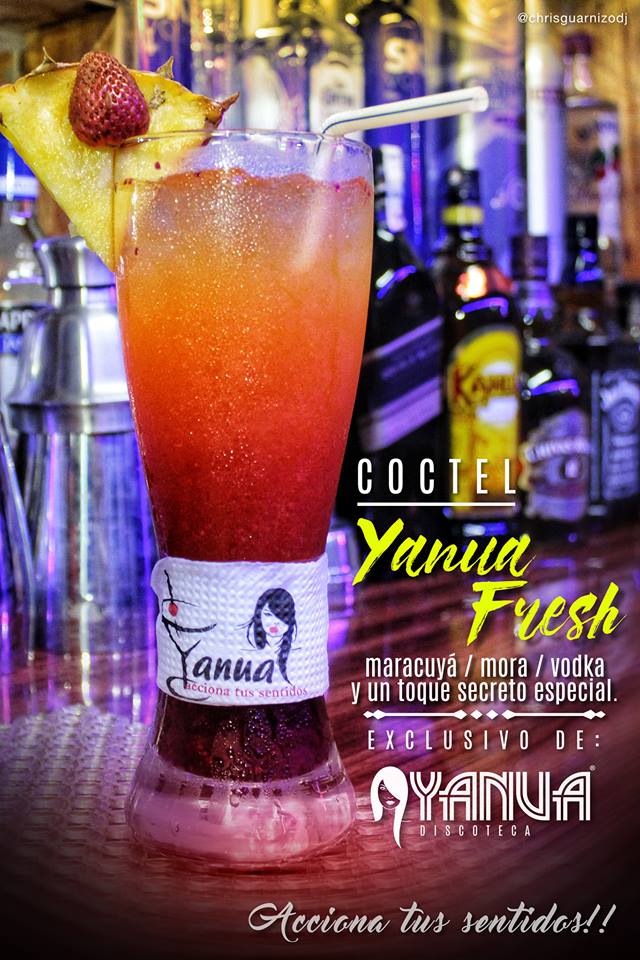 @chrisguarnizodj
COCTEL
Yanua
Fresh
maracuyá / mora / vodka
y un toque secreto especial.
EXCLUSIVO DE:
YANUA®
DISCOTECA
Yanua
acciona tus sentidos
Acciona tus sentidos!!